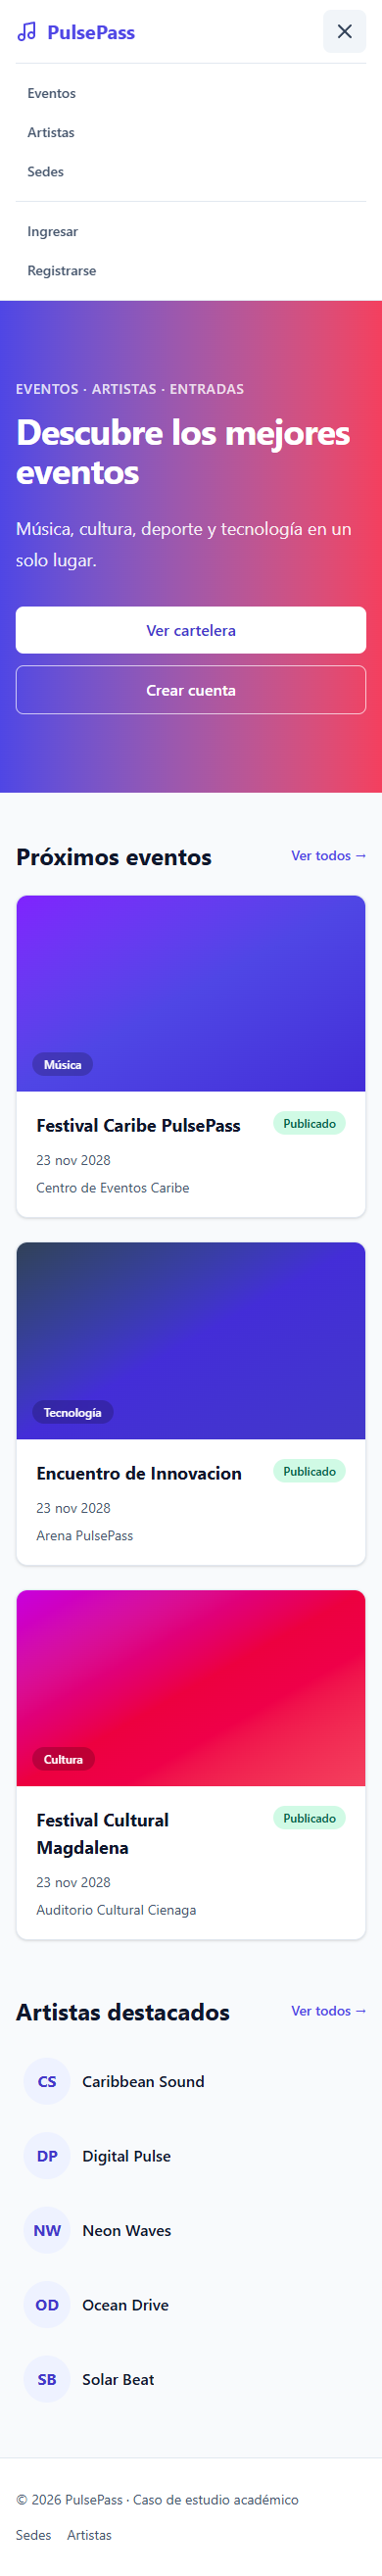 PulsePass
Eventos
Artistas
Sedes
Ingresar
Registrarse
EVENTOS · ARTISTAS · ENTRADAS
Descubre los mejores
eventos
Música, cultura, deporte y tecnología en un
solo lugar.
Ver cartelera
Crear cuenta
Próximos eventos
Ver todos →
Música
Festival Caribe PulsePass
Publicado
23 nov 2028
Centro de Eventos Caribe
Tecnología
Encuentro de Innovacion
Publicado
23 nov 2028
Arena PulsePass
Cultura
Festival Cultural
Magdalena
Publicado
23 nov 2028
Auditorio Cultural Cienaga
Artistas destacados
Ver todos →
CS Caribbean Sound
DP Digital Pulse
NW Neon Waves
OD Ocean Drive
SB Solar Beat
© 2026 PulsePass · Caso de estudio académico
Sedes Artistas